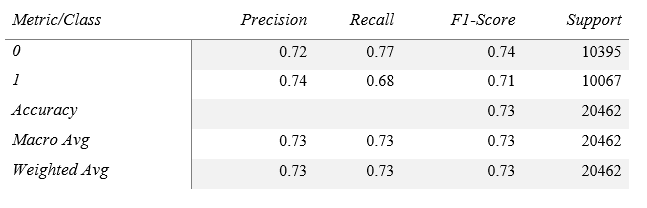 Metric/Class Precision Recall F1-Score Support
0 0.72 0.77 0.74 10395
1 0.74 0.68 0.71 10067
Accuracy 0.73 20462
Macro Avg 0.73 0.73 0.73 20462
Weighted Avg 0.73 0.73 0.73 20462